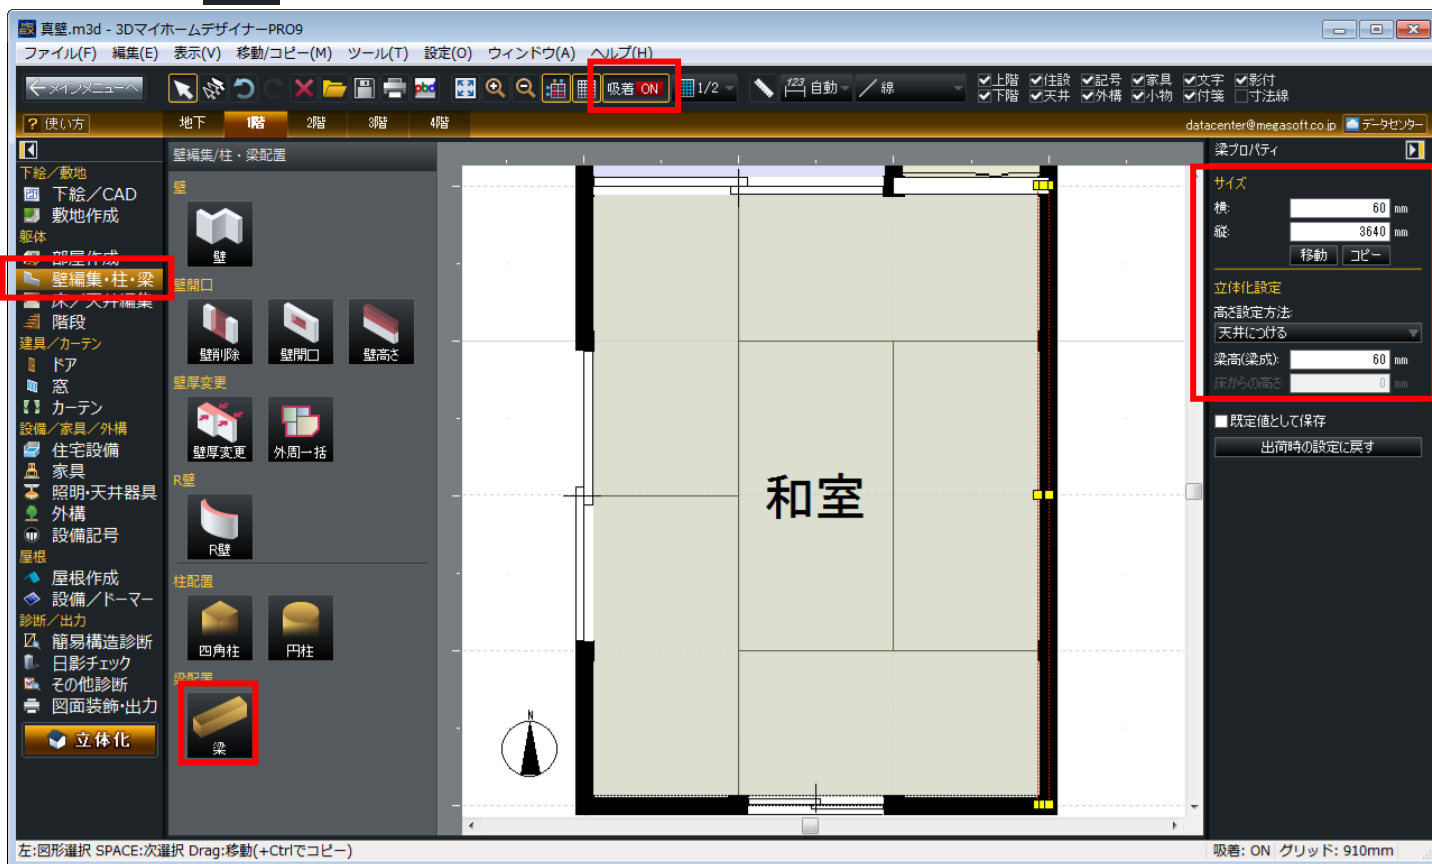 真壁.m3d - 3DマイホームデザイナーPRO9
ファイル(F) 編集(E) 表示(V) 移動/コピー(M) ツール(T) 設定(O) ウィンドウ(A) ヘルプ(H)
←メインメニューへ
abc
吸着 ON
1/2
123 自動
線
上階 住設 記号 家具 文字 影付
下階 天井 外構 小物 付箋 寸法線
? 使い方
地下 1階 2階 3階 4階
datacenter@megasoft.co.jp データセンター
下絵/敷地
下絵/CAD
敷地作成
躯体
部屋作成
壁編集・柱・梁
床/天井編集
階段
建具/カーテン
ドア
窓
カーテン
設備/家具/外構
住宅設備
家具
照明・天井器具
外構
設備記号
屋根
屋根作成
設備/ドーマー
診断/出力
簡易構造診断
日影チェック
その他診断
図面装飾・出力
立体化
壁編集/柱・梁配置
壁
壁
壁開口
壁削除 壁開口 壁高さ
壁厚変更
壁厚変更 外周一括
R壁
R壁
柱配置
四角柱 円柱
梁配置
梁
和室
N
梁プロパティ
サイズ
横: 60 mm
縦: 3640 mm
移動 コピー
立体化設定
高さ設定方法:
天井につける
梁高(梁成): 60 mm
床からの高さ: 0 mm
既定値として保存
出荷時の設定に戻す
左:図形選択 SPACE:次選択 Drag:移動(+Ctrlでコピー)
吸着: ON グリッド: 910mm